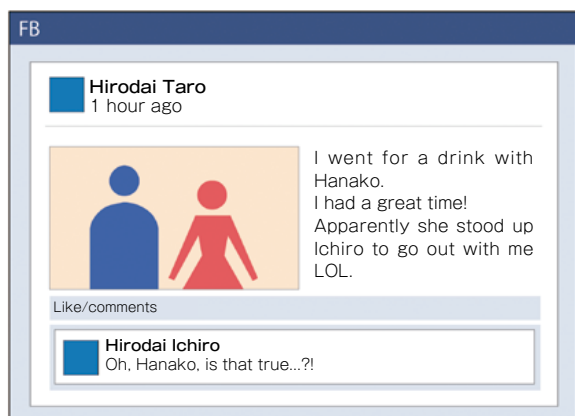 FB
Hirodai Taro
1 hour ago
I went for a drink with
Hanako.
I had a great time!
Apparently she stood up
Ichiro to go out with me
LOL.
Like/comments
Hirodai Ichiro
Oh, Hanako, is that true...?!